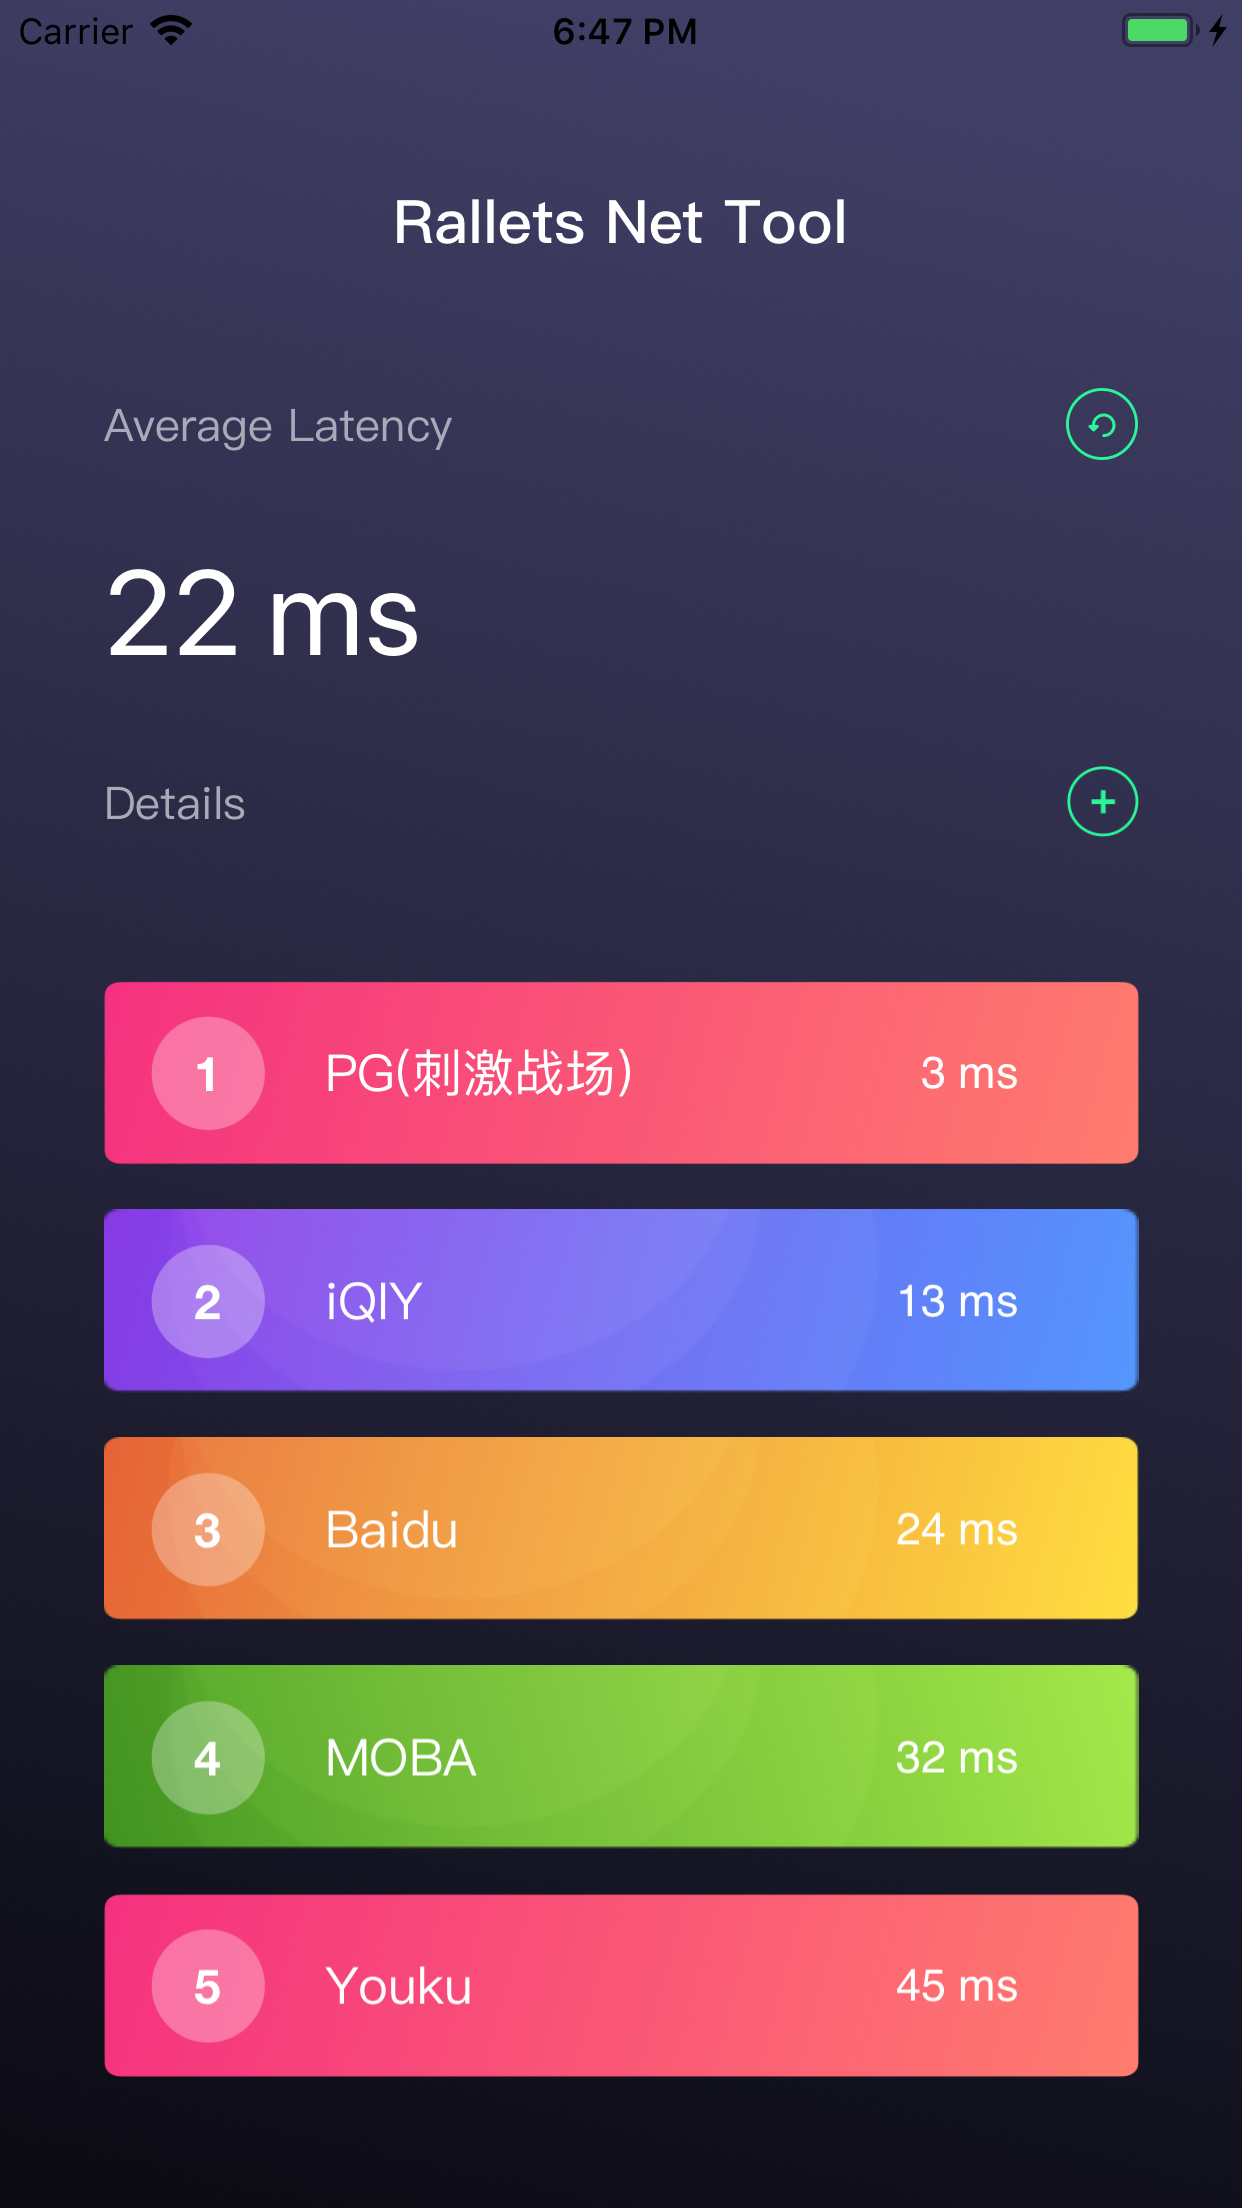 Carrier 6:47 PM
Rallets Net Tool
Average Latency
22 ms
Details
1 PG(刺激战场) 3 ms
2 iQIY 13 ms
3 Baidu 24 ms
4 MOBA 32 ms
5 Youku 45 ms